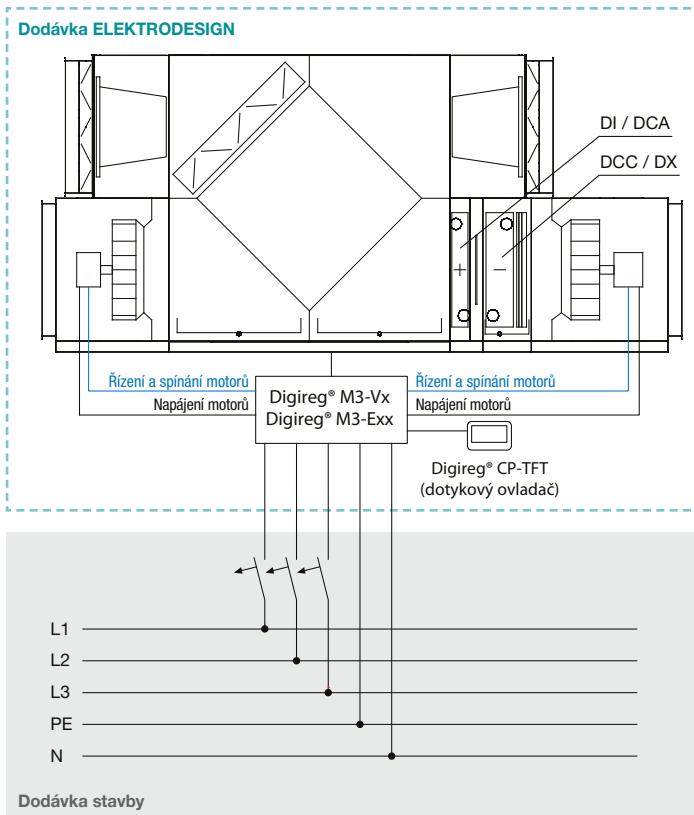 Dodávka ELEKTRODESIGN
DI / DCA
DCC / DX
+
−
Řízení a spínání motorů
Napájení motorů
Digireg® M3-Vx
Digireg® M3-Exx
Řízení a spínání motorů
Napájení motorů
Digireg® CP-TFT
(dotykový ovladač)
L1
L2
L3
PE
N
Dodávka stavby